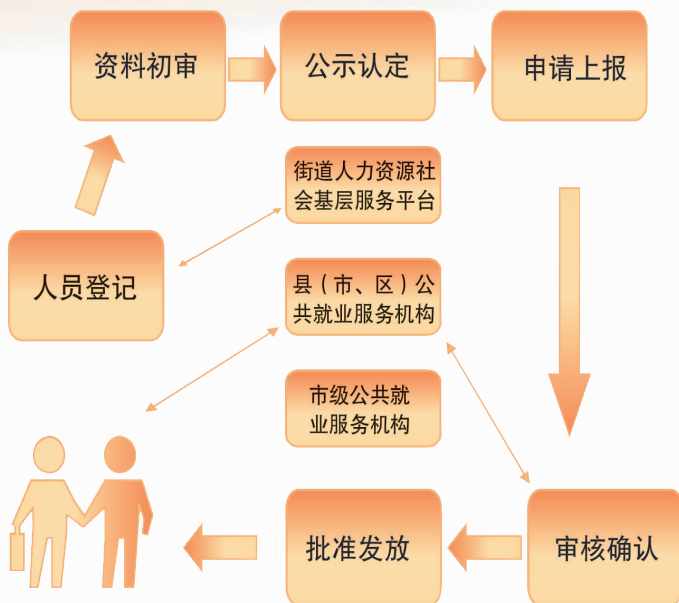 资料初审
公示认定
申请上报
街道人力资源社
会基层服务平台
人员登记
县（市、区）公
共就业服务机构
市级公共就
业服务机构
批准发放
审核确认